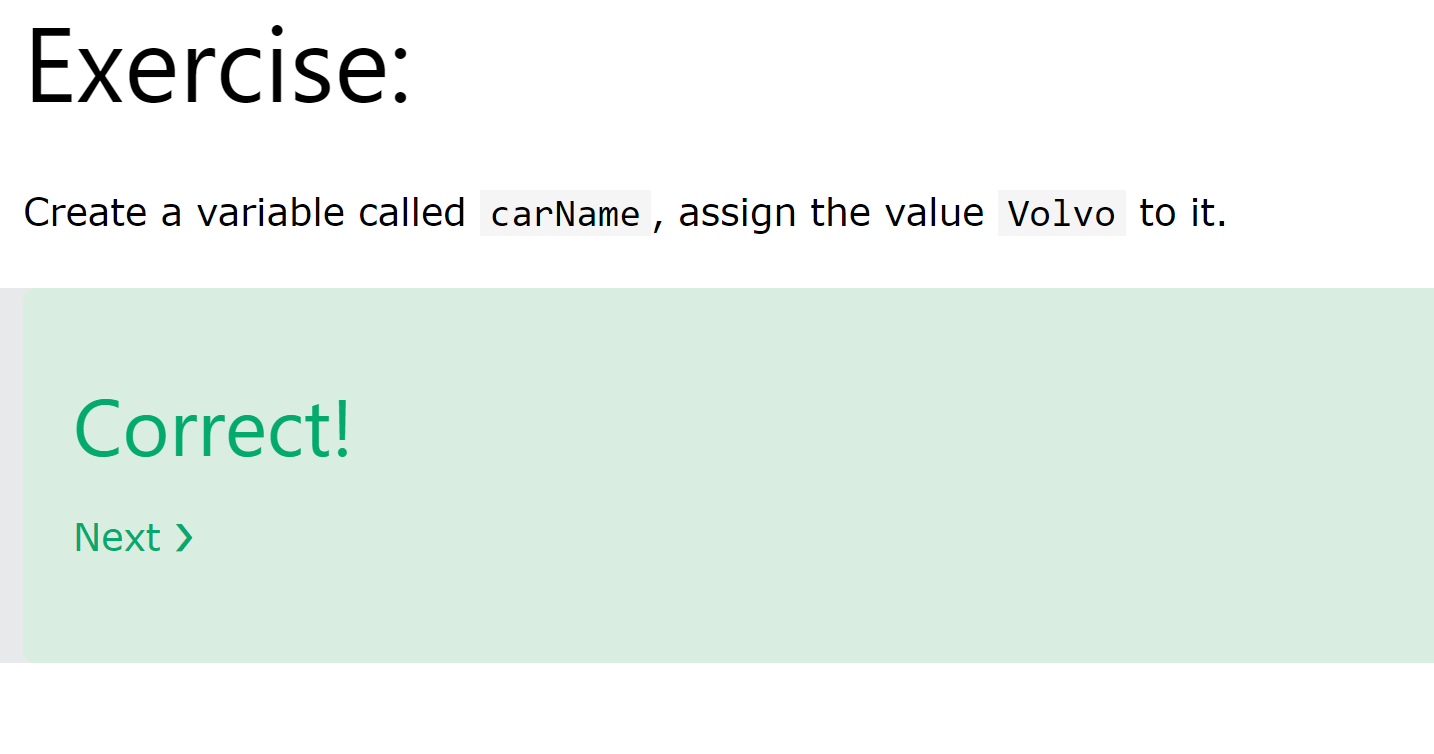 Exercise:
Create a variable called carName, assign the value Volvo to it.
Correct!
Next ❯